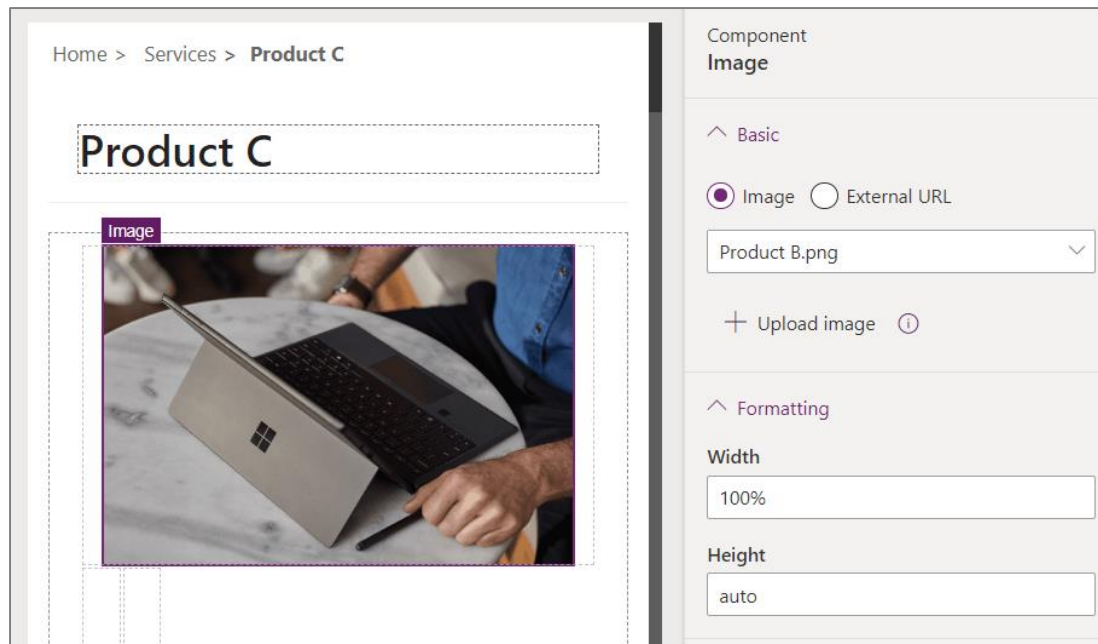 Home > Services > Product C
Product C
Image
Component
Image
Basic
Image External URL
Product B.png
Upload image
Formatting
Width
100%
Height
auto